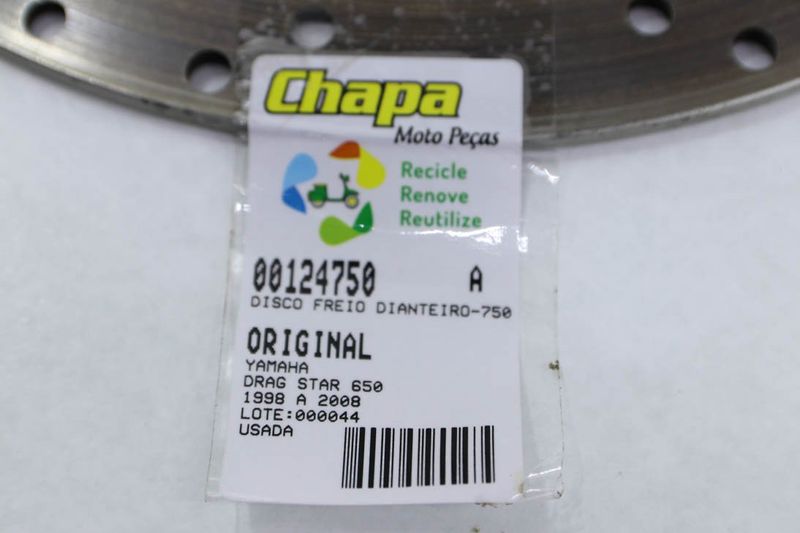 Chapa
Moto Peças
Recicle
Renove
Reutilize
00124750 A
DISCO FREIO DIANTEIRO-750
ORIGINAL
YAMAHA
DRAG STAR 650
1998 A 2008
LOTE:000044
USADA